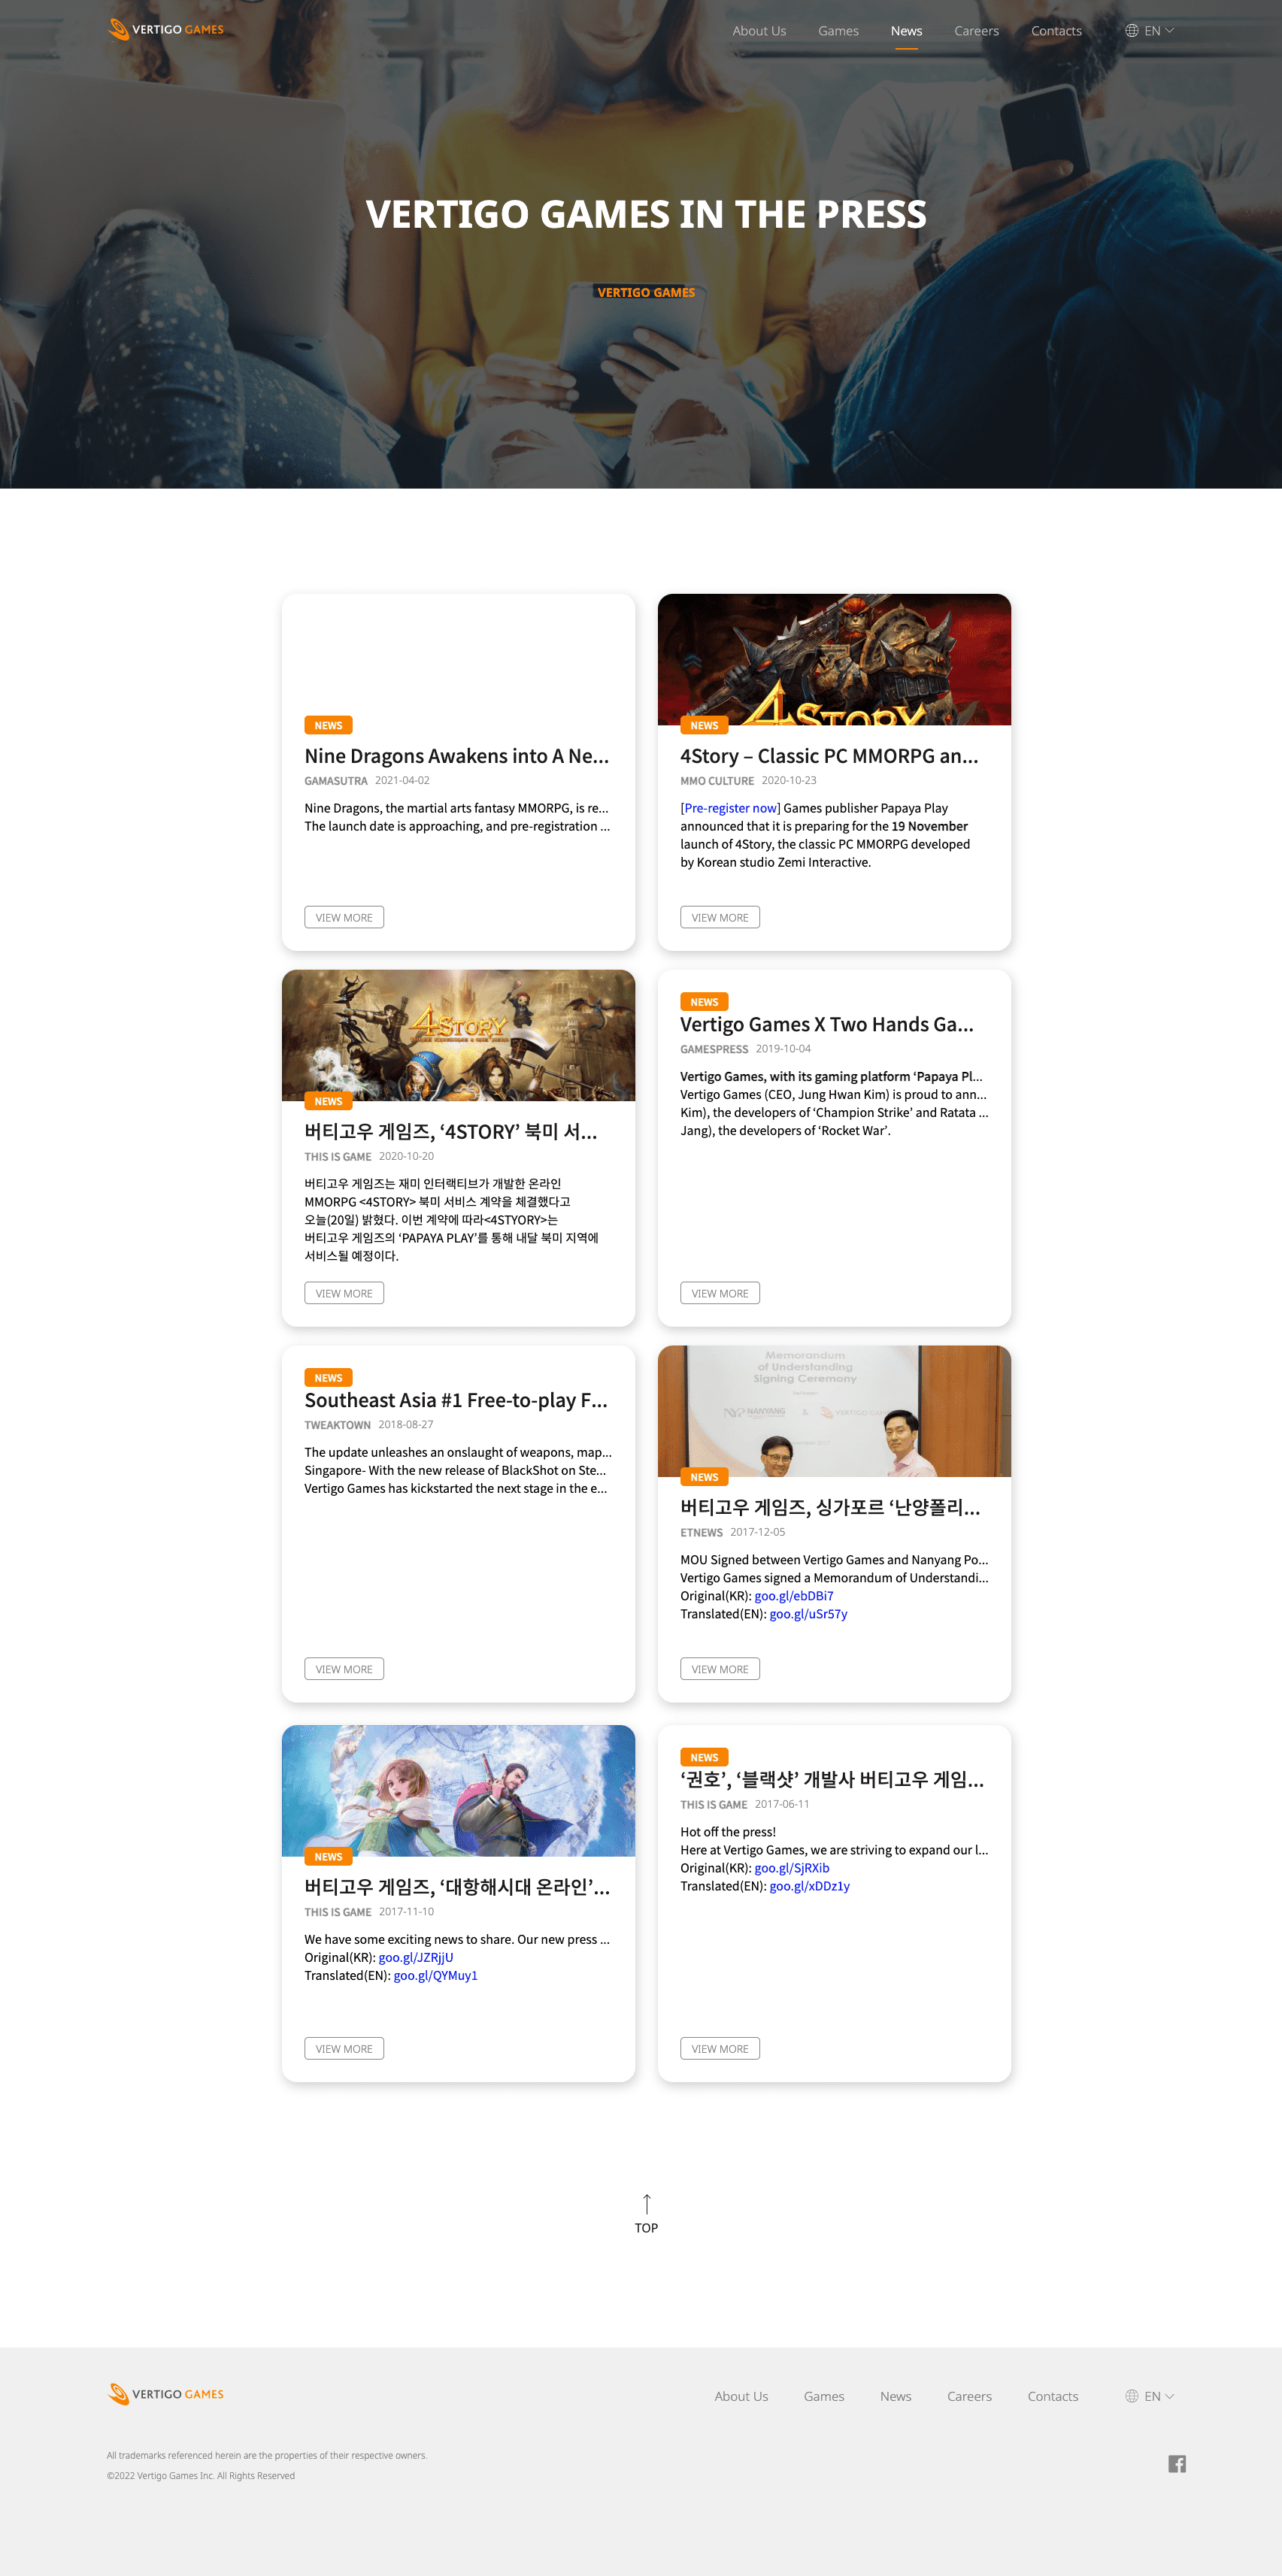 VERTIGO GAMES
About Us
Games
News
Careers
Contacts
EN
VERTIGO GAMES IN THE PRESS
VERTIGO GAMES
NEWS
Nine Dragons Awakens into A Ne...
GAMASUTRA 2021-04-02
Nine Dragons, the martial arts fantasy MMORPG, is re...
The launch date is approaching, and pre-registration ...
VIEW MORE
4STORY
NEWS
4Story – Classic PC MMORPG an...
MMO CULTURE 2020-10-23
[Pre-register now] Games publisher Papaya Play
announced that it is preparing for the 19 November
launch of 4Story, the classic PC MMORPG developed
by Korean studio Zemi Interactive.
VIEW MORE
4STORY
NEWS
버티고우 게임즈, ‘4STORY’ 북미 서...
THIS IS GAME 2020-10-20
버티고우 게임즈는 재미 인터랙티브가 개발한 온라인
MMORPG <4STORY> 북미 서비스 계약을 체결했다고
오늘(20일) 밝혔다. 이번 계약에 따라<4STYORY>는
버티고우 게임즈의 ‘PAPAYA PLAY’를 통해 내달 북미 지역에
서비스될 예정이다.
VIEW MORE
NEWS
Vertigo Games X Two Hands Ga...
GAMESPRESS 2019-10-04
Vertigo Games, with its gaming platform ‘Papaya Pl...
Vertigo Games (CEO, Jung Hwan Kim) is proud to ann...
Kim), the developers of ‘Champion Strike’ and Ratata ...
Jang), the developers of ‘Rocket War’.
VIEW MORE
NEWS
Southeast Asia #1 Free-to-play F...
TWEAKTOWN 2018-08-27
The update unleashes an onslaught of weapons, map...
Singapore- With the new release of BlackShot on Ste...
Vertigo Games has kickstarted the next stage in the e...
VIEW MORE
Memorandum
of Understanding
Signing Ceremony
NANYANG & VERTIGO
NEWS
버티고우 게임즈, 싱가포르 ‘난양폴리...
ETNEWS 2017-12-05
MOU Signed between Vertigo Games and Nanyang Po...
Vertigo Games signed a Memorandum of Understandi...
Original(KR): goo.gl/ebDBi7
Translated(EN): goo.gl/uSr57y
VIEW MORE
NEWS
버티고우 게임즈, ‘대항해시대 온라인’...
THIS IS GAME 2017-11-10
We have some exciting news to share. Our new press ...
Original(KR): goo.gl/JZRjjU
Translated(EN): goo.gl/QYMuy1
VIEW MORE
NEWS
‘권호’, ‘블랙샷’ 개발사 버티고우 게임...
THIS IS GAME 2017-06-11
Hot off the press!
Here at Vertigo Games, we are striving to expand our l...
Original(KR): goo.gl/SjRXib
Translated(EN): goo.gl/xDDz1y
VIEW MORE
TOP
VERTIGO GAMES
About Us
Games
News
Careers
Contacts
EN
All trademarks referenced herein are the properties of their respective owners.
©2022 Vertigo Games Inc. All Rights Reserved